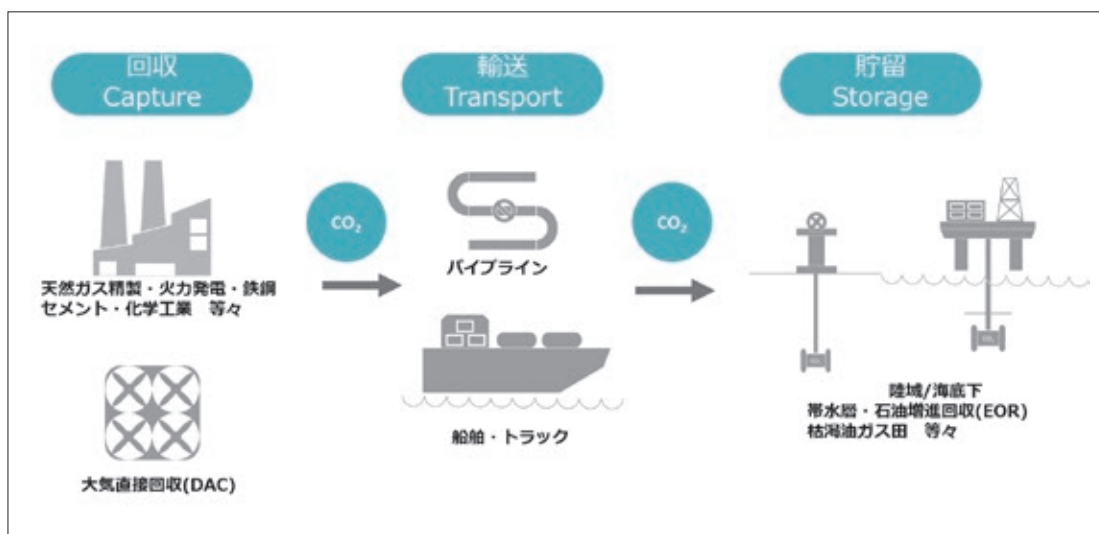 回収
Capture
輸送
Transport
貯留
Storage
天然ガス精製・火力発電・鉄鋼
セメント・化学工業 等々
大気直接回収(DAC)
CO₂
パイプライン
船舶・トラック
CO₂
陸域/海底下
帯水層・石油増進回収(EOR)
枯渇油ガス田 等々